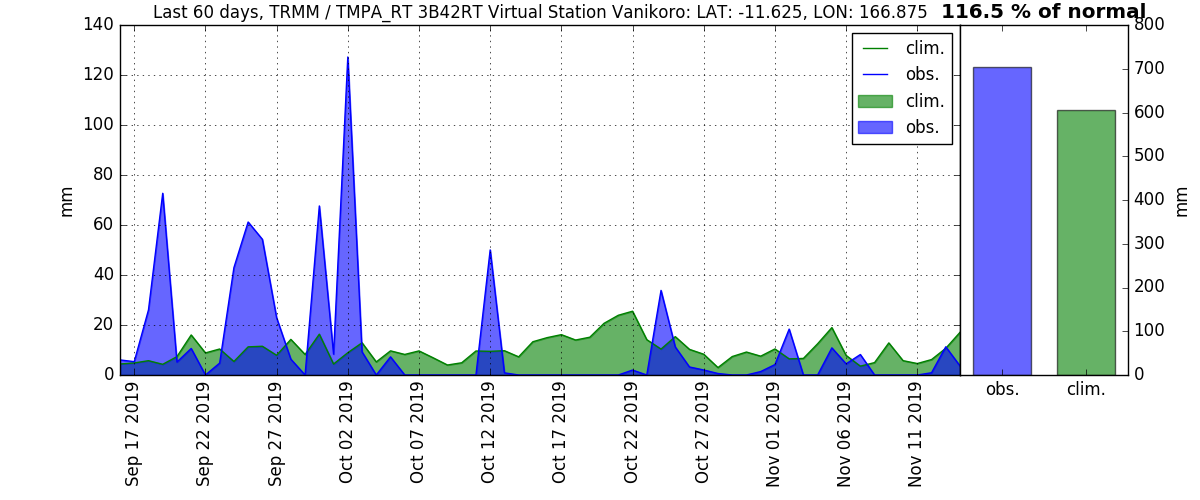 Last 60 days, TRMM / TMPA_RT 3B42RT Virtual Station Vanikoro: LAT: -11.625, LON: 166.875 116.5 % of normal
140
120
100
80
60
40
20
0
mm
clim.
obs.
clim.
obs.
800
700
600
500
400
300
200
100
0
mm
Sep 17 2019
Sep 22 2019
Sep 27 2019
Oct 02 2019
Oct 07 2019
Oct 12 2019
Oct 17 2019
Oct 22 2019
Oct 27 2019
Nov 01 2019
Nov 06 2019
Nov 11 2019
obs.
clim.